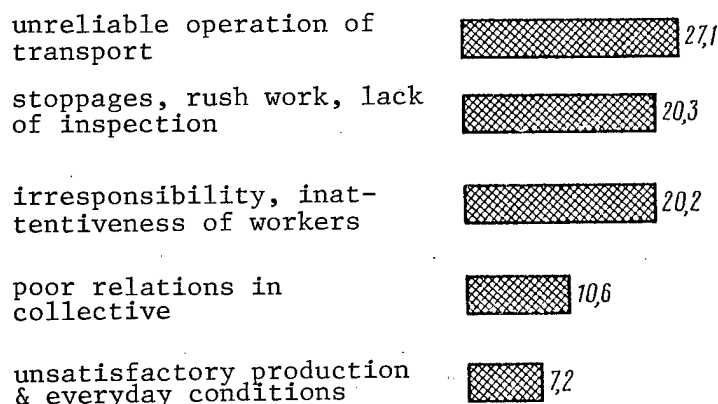 unreliable operation of
transport
27,1
stoppages, rush work, lack
of inspection
20,3
irresponsibility, inat-
tentiveness of workers
20,2
poor relations in
collective
10,6
unsatisfactory production
& everyday conditions
7,2